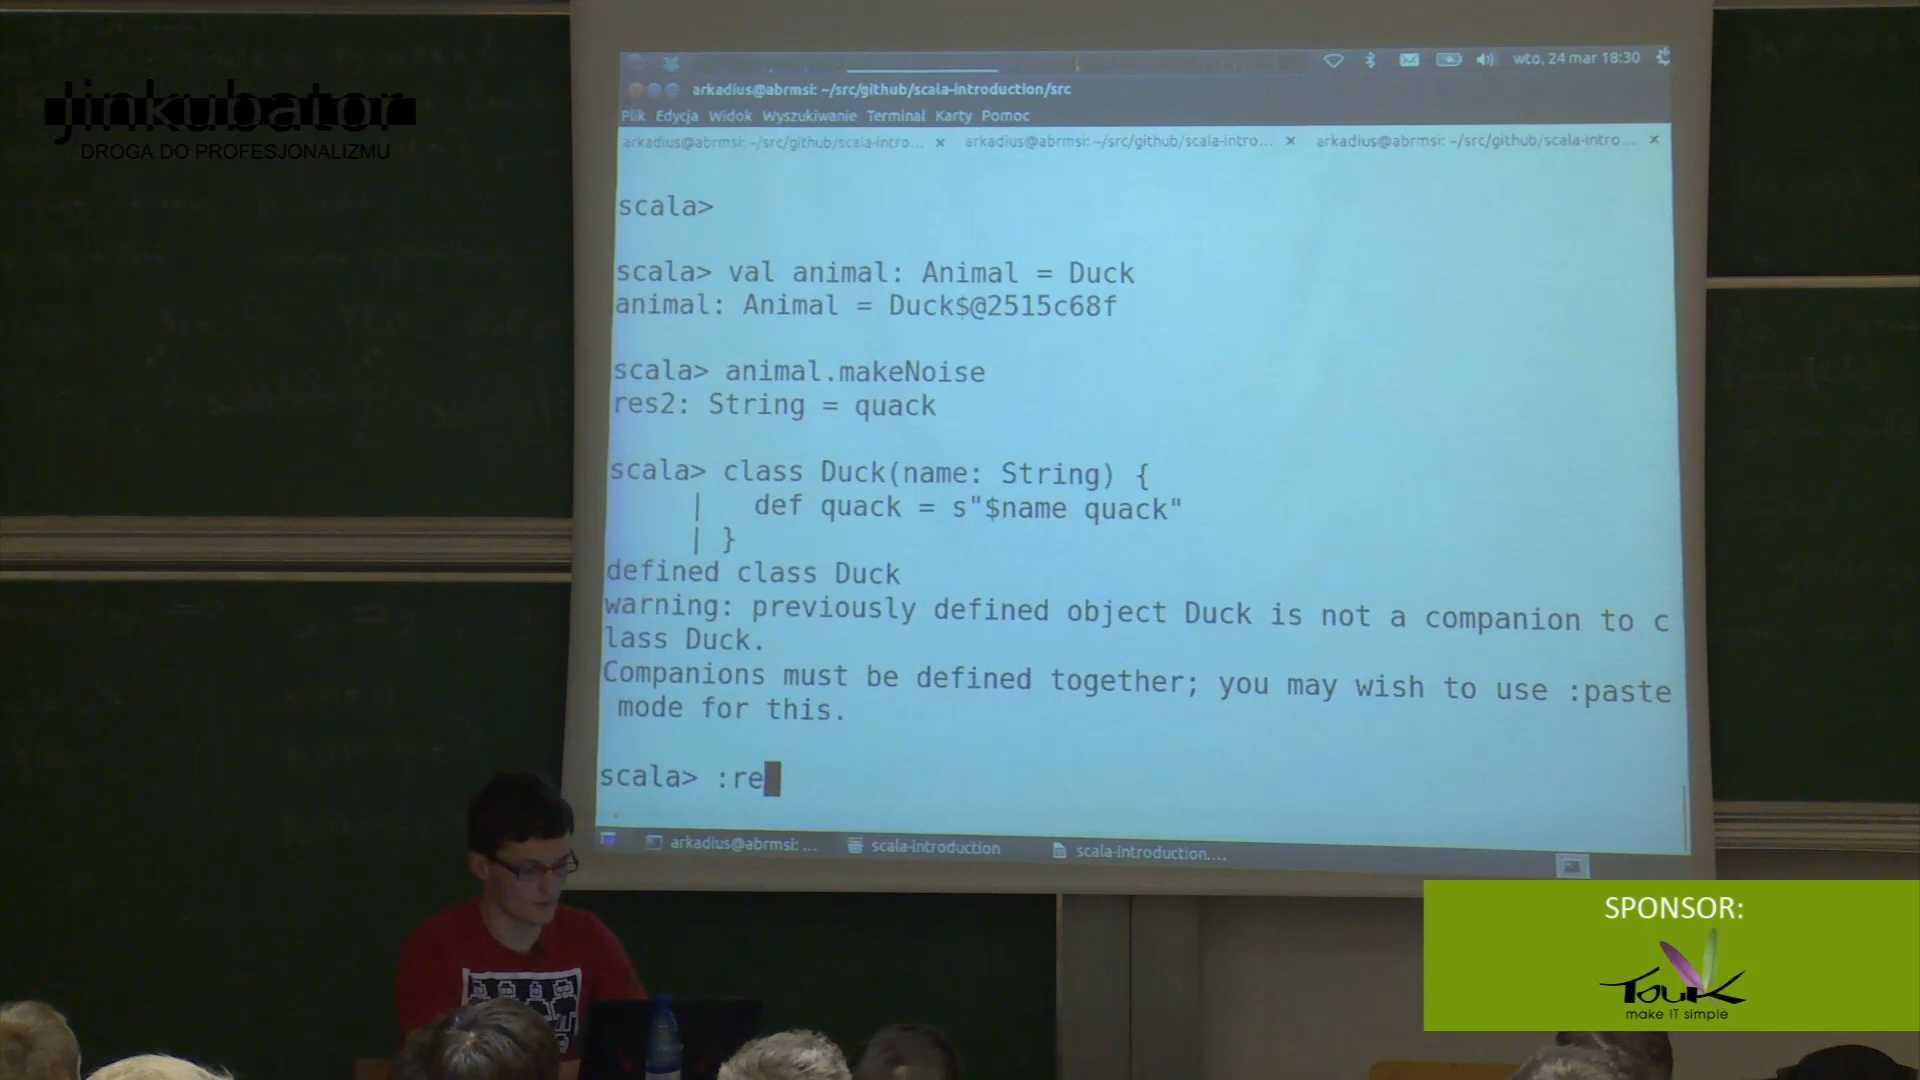 Jinkubator
DROGA DO PROFESJONALIZMU
wto, 24 mar 18:30
arkadius@abrmsi: ~/src/github/scala-introduction/src
Plik Edycja Widok Wyszukiwanie Terminal Karty Pomoc
arkadius@abrmsi: ~/src/github/scala-intro... × arkadius@abrmsi: ~/src/github/scala-intro... × arkadius@abrmsi: ~/src/github/scala-intro... ×
scala>
scala> val animal: Animal = Duck
animal: Animal = Duck$@2515c68f
scala> animal.makeNoise
res2: String = quack
scala> class Duck(name: String) {
| def quack = s"$name quack"
| }
defined class Duck
warning: previously defined object Duck is not a companion to c
lass Duck.
Companions must be defined together; you may wish to use :paste
mode for this.
scala> :re
arkadius@abrmsi: ... scala-introduction scala-introduction....
SPONSOR:
TouK
make IT simple